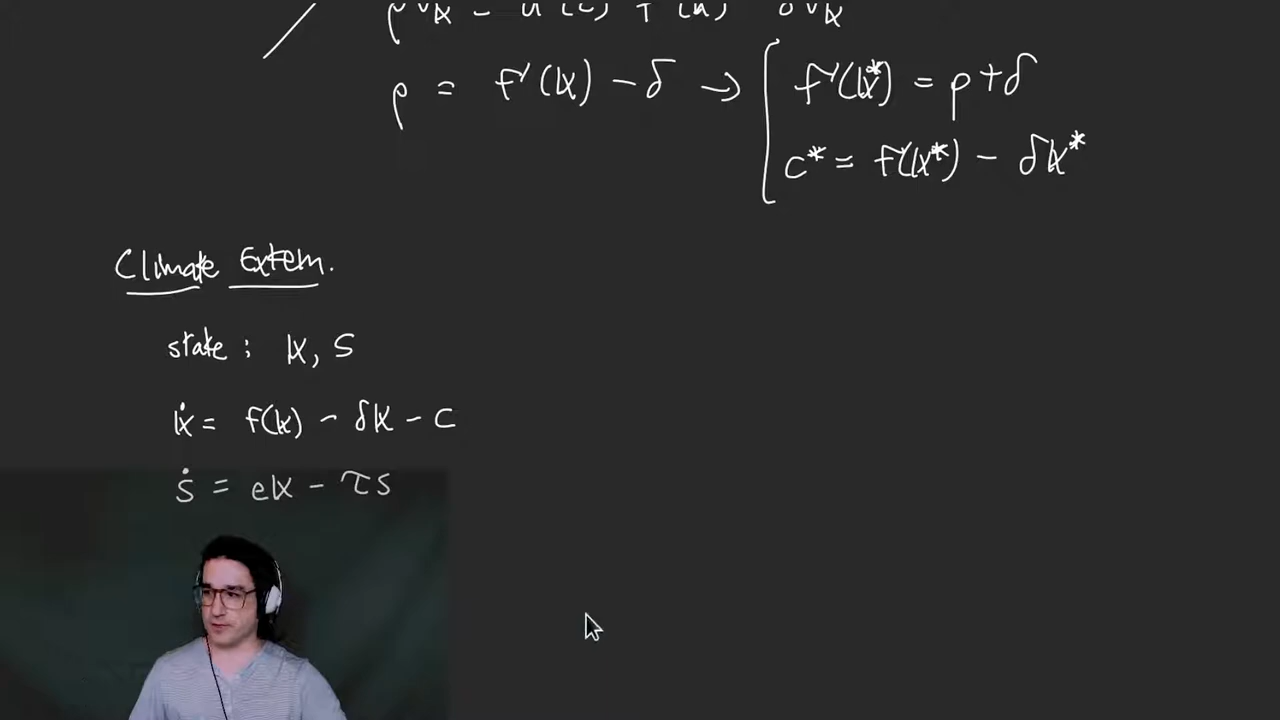 ρ = f'(k) - δ → f'(k*) = ρ + δ
c* = f(k*) - δk*
Climate Extern.
state: k, s
k̇ = f(k) - δk - c
ṡ = ek - τs